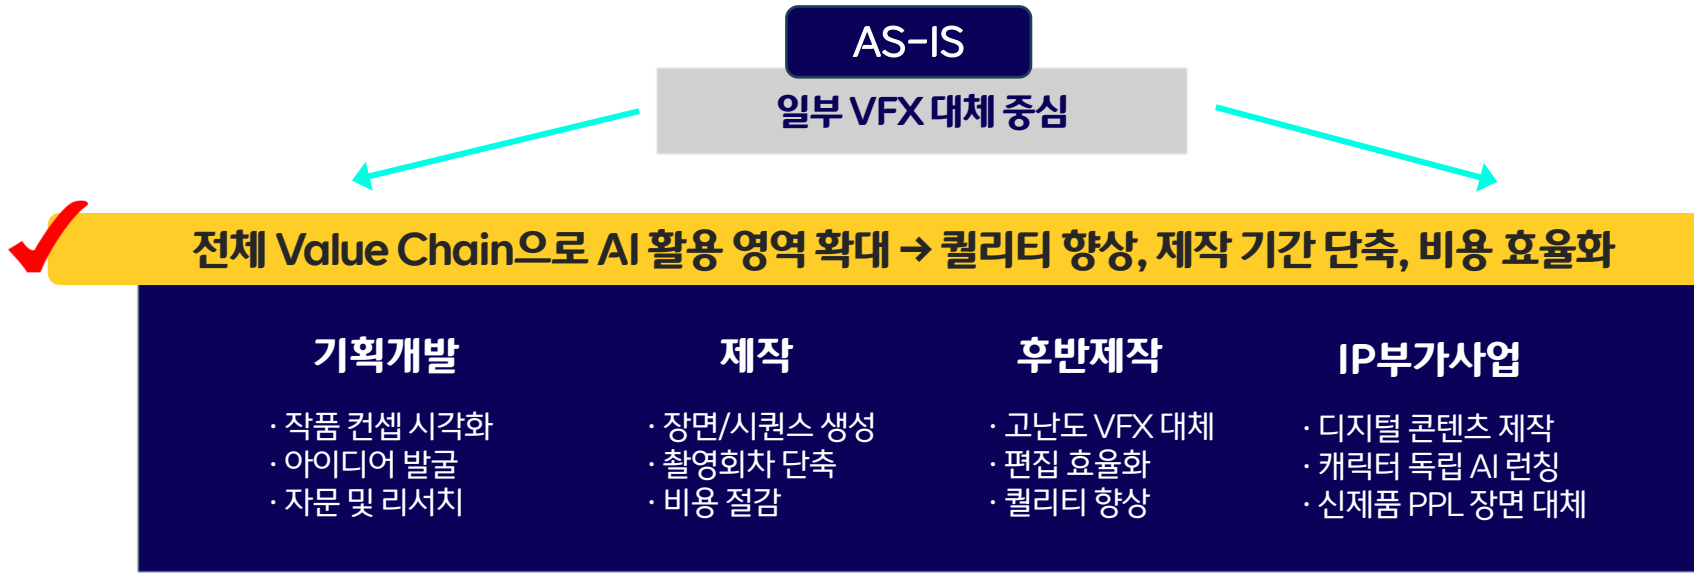 AS-IS
일부 VFX 대체 중심
전체 Value Chain으로 AI 활용 영역 확대 → 퀄리티 향상, 제작 기간 단축, 비용 효율화
기획개발
· 작품 컨셉 시각화
· 아이디어 발굴
· 자문 및 리서치
제작
· 장면/시퀀스 생성
· 촬영회차 단축
· 비용 절감
후반제작
· 고난도 VFX 대체
· 편집 효율화
· 퀄리티 향상
IP부가사업
· 디지털 콘텐츠 제작
· 캐릭터 독립 AI 런칭
· 신제품 PPL 장면 대체